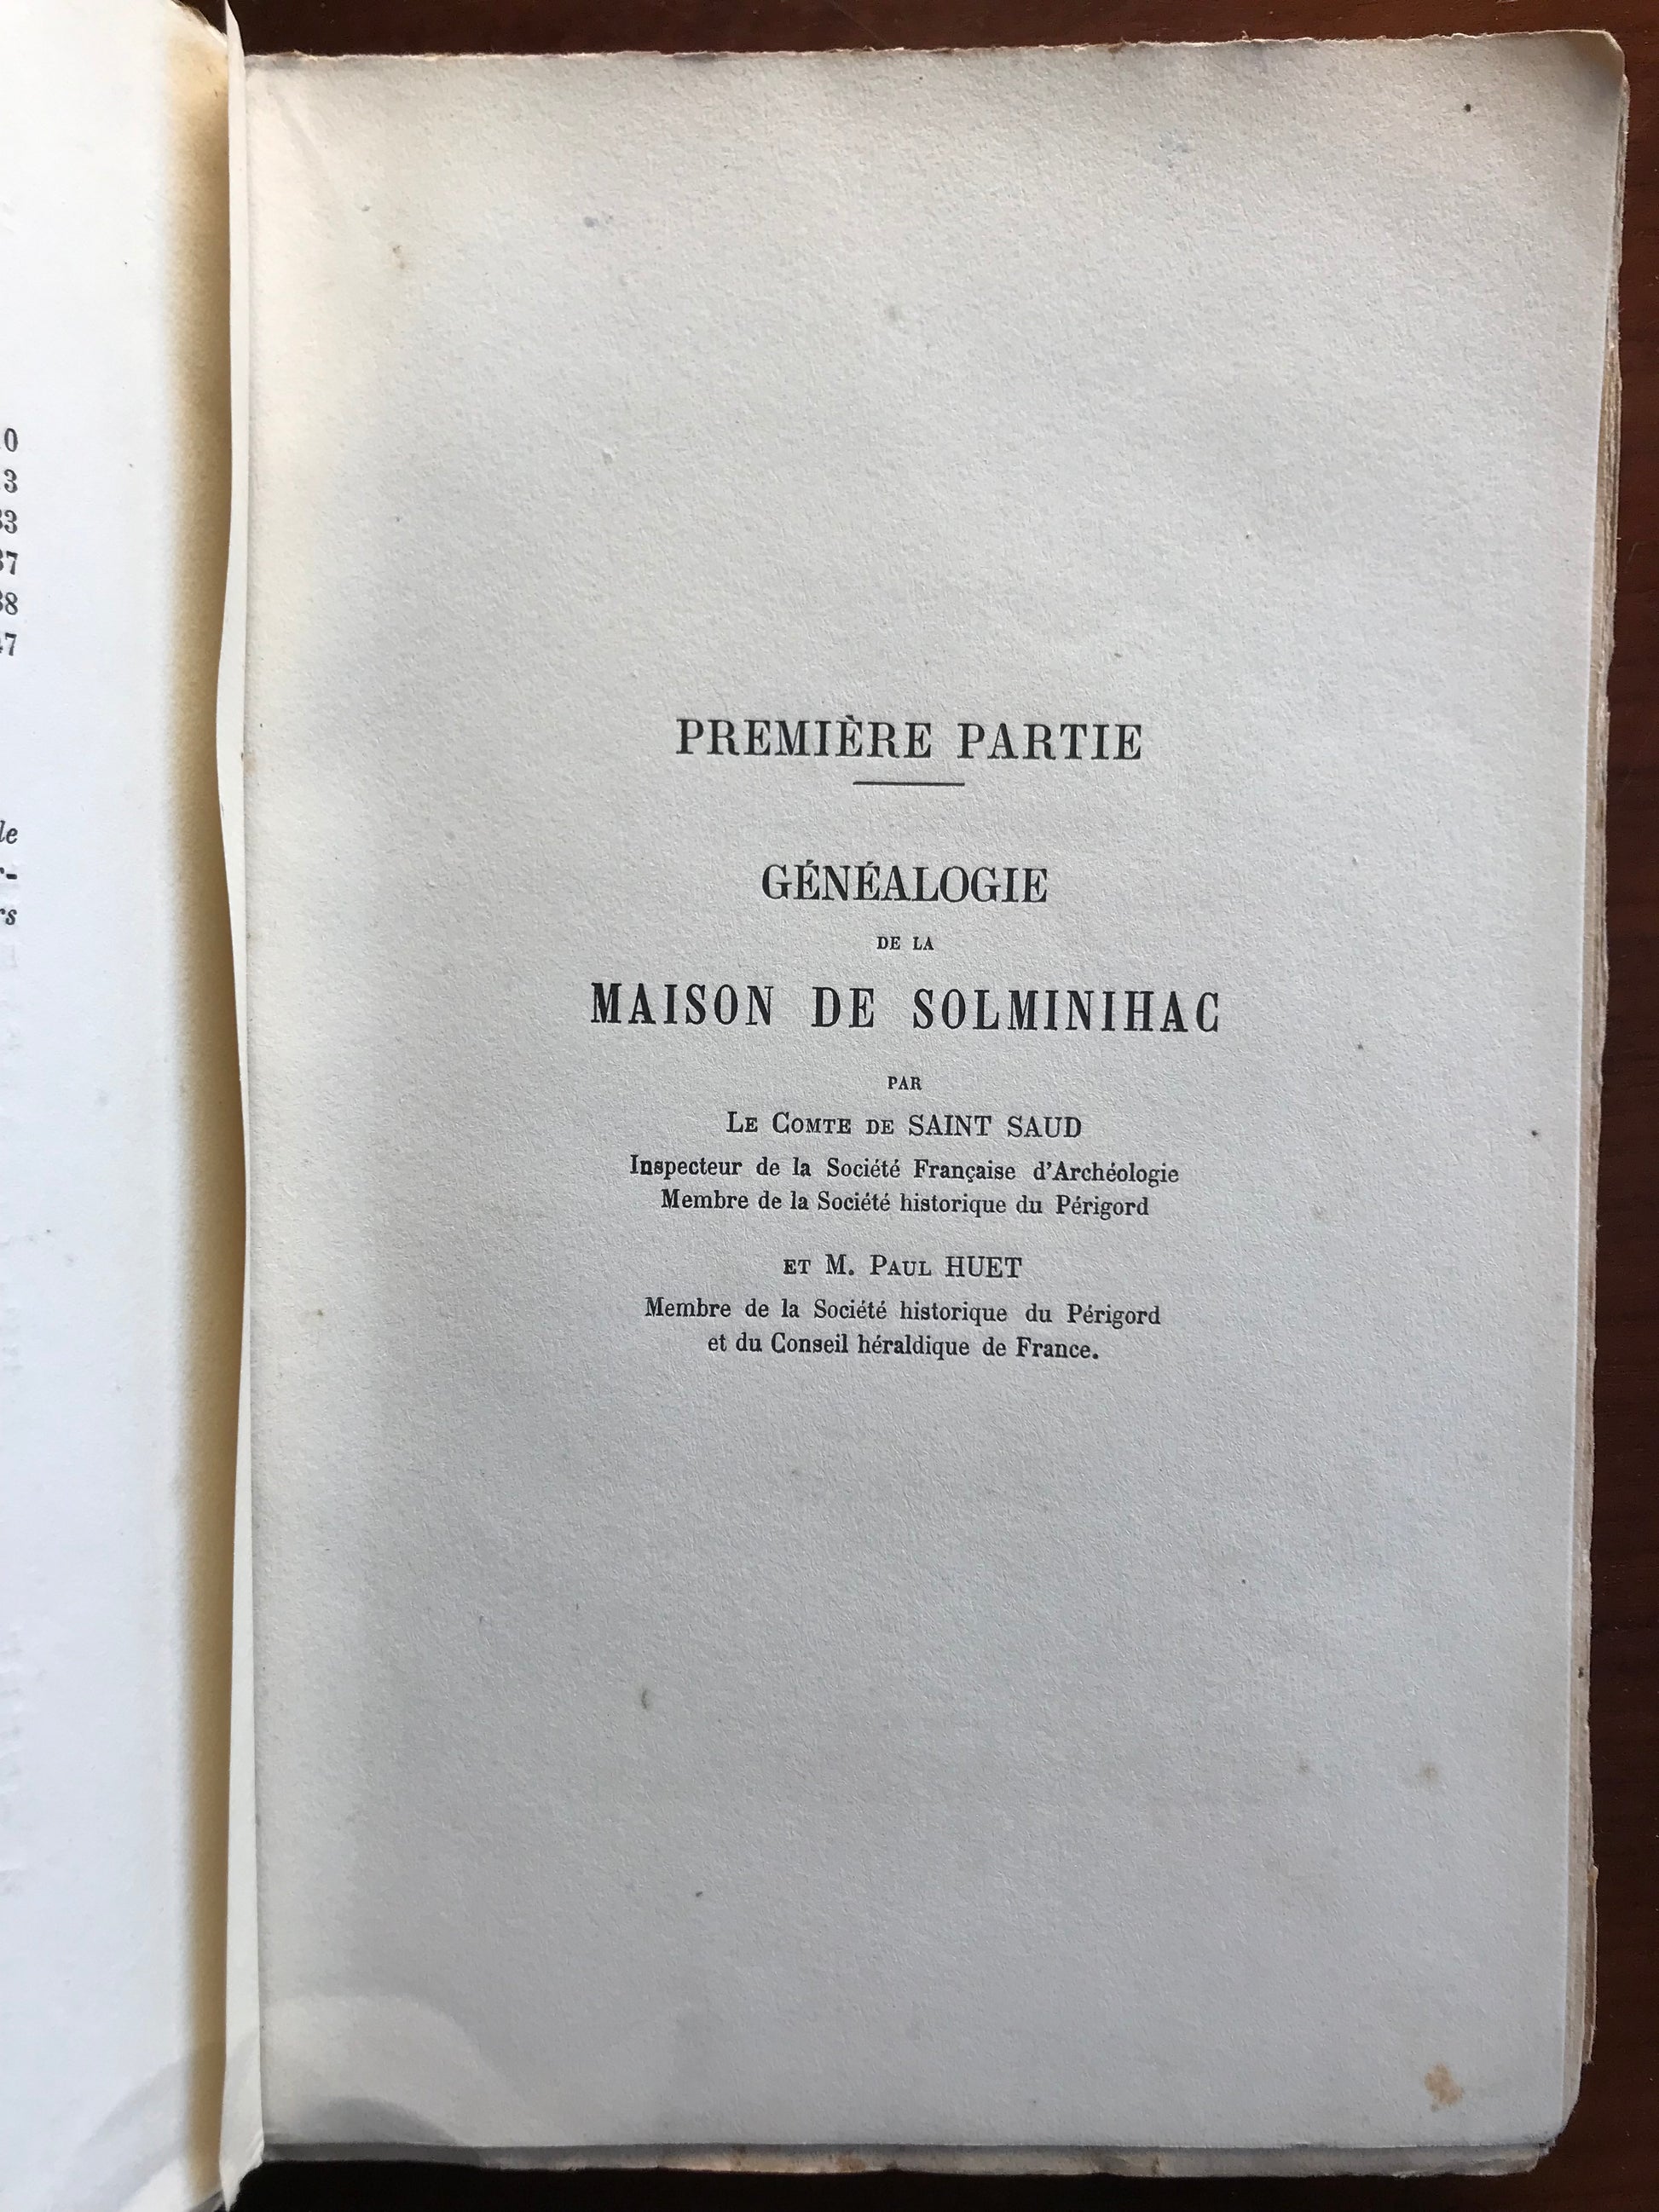 PREMIÈRE PARTIE
GÉNÉALOGIE
DE LA
MAISON DE SOLMINIHAC
PAR
LE COMTE DE SAINT SAUD
Inspecteur de la Société Française d'Archéologie
Membre de la Société historique du Périgord
ET M. PAUL HUET
Membre de la Société historique du Périgord
et du Conseil héraldique de France.